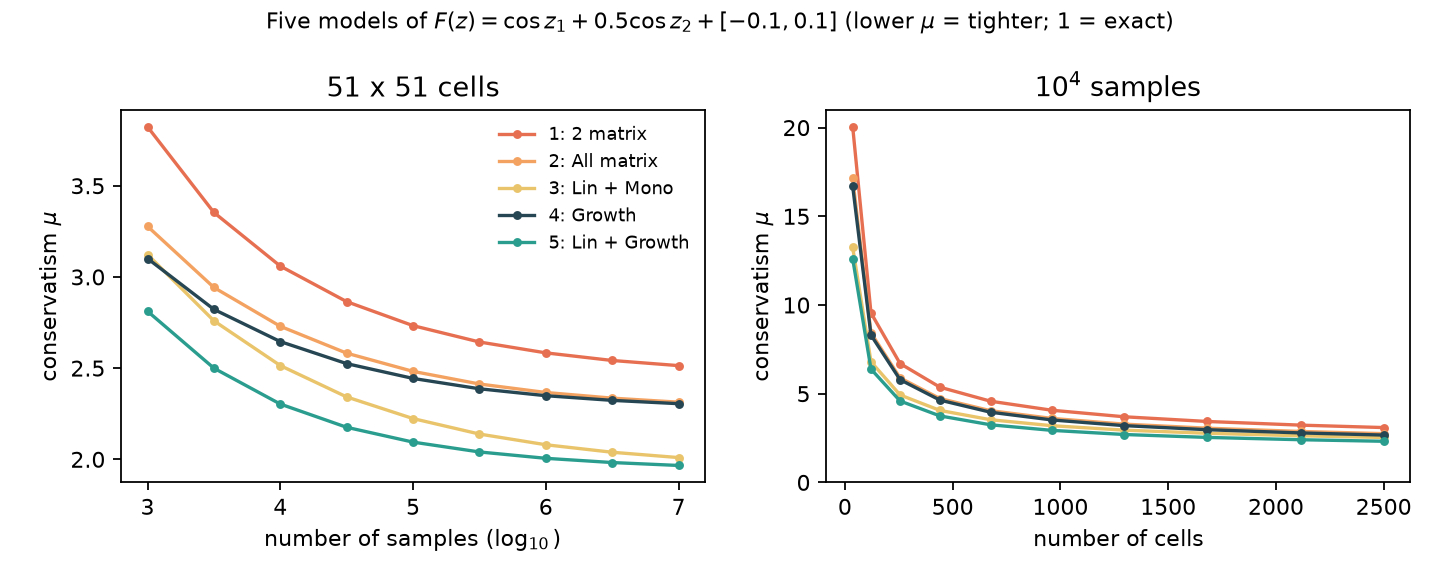 Five models of F(z) = cos z₁ + 0.5cos z₂ + [−0.1, 0.1] (lower μ = tighter; 1 = exact)
51 x 51 cells
conservatism μ
3.5
3.0
2.5
2.0
1: 2 matrix
2: All matrix
3: Lin + Mono
4: Growth
5: Lin + Growth
3 4 5 6 7
number of samples (log₁₀ )
10⁴ samples
conservatism μ
20
15
10
5
0
0 500 1000 1500 2000 2500
number of cells